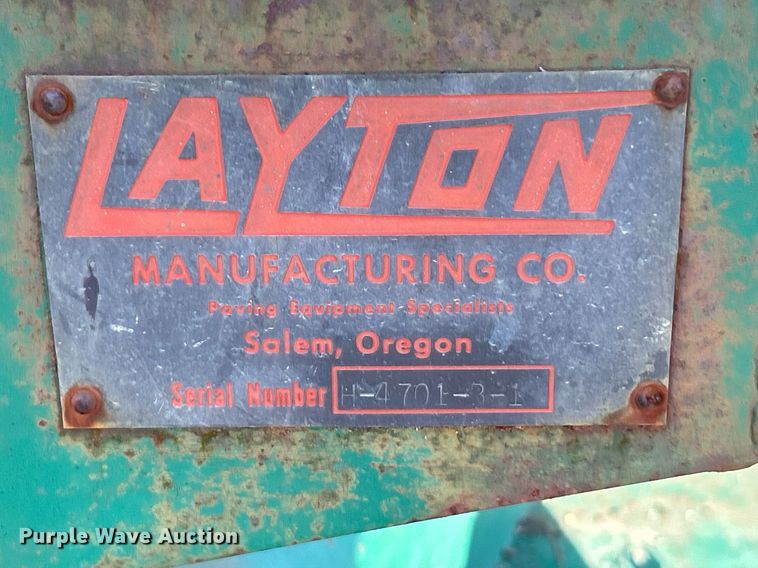 LAYTON
MANUFACTURING CO.
Paving Equipment Specialists
Salem, Oregon
Serial Number H-4701-3-1
Purple Wave Auction